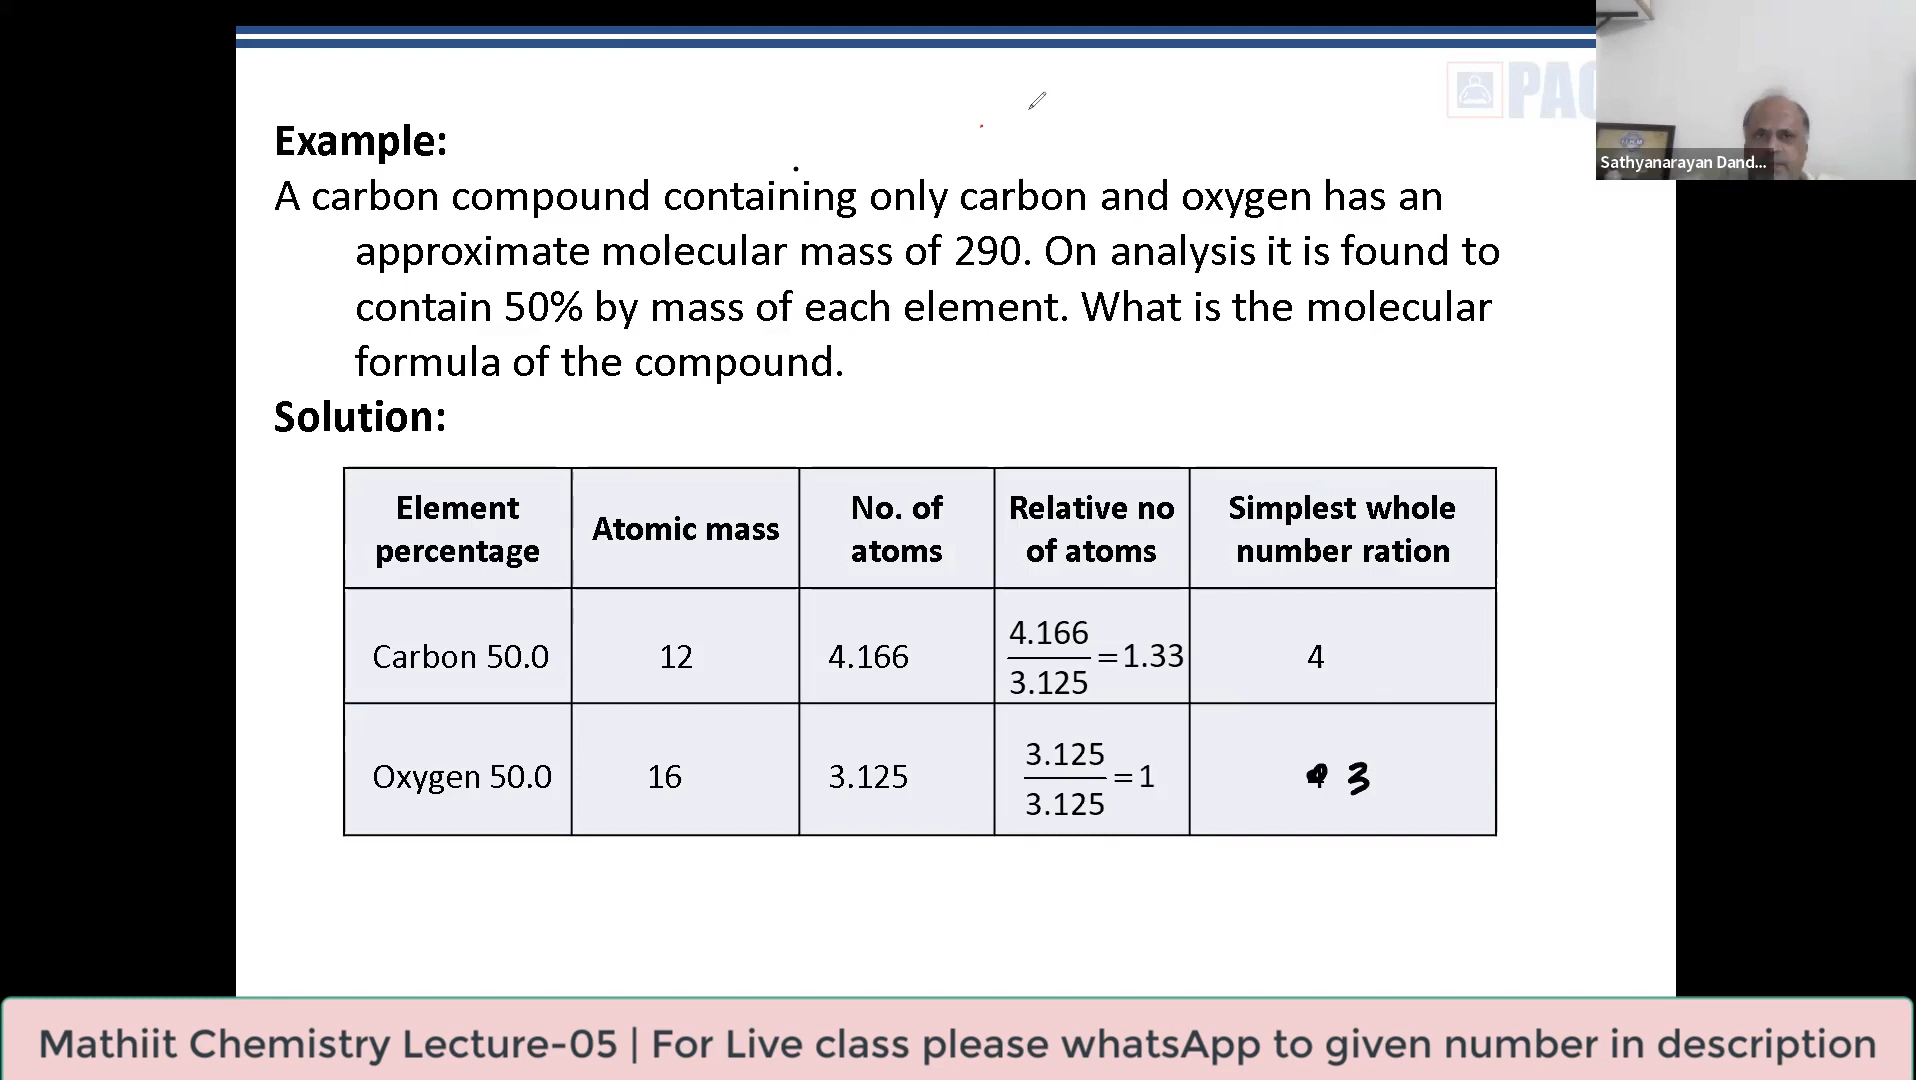 PAC
Sathyanarayan Dand...
Example:
A carbon compound containing only carbon and oxygen has an
approximate molecular mass of 290. On analysis it is found to
contain 50% by mass of each element. What is the molecular
formula of the compound.
Solution:
Element percentage | Atomic mass | No. of atoms | Relative no of atoms | Simplest whole number ration
Carbon 50.0 | 12 | 4.166 | 4.166/3.125 = 1.33 | 4
Oxygen 50.0 | 16 | 3.125 | 3.125/3.125 = 1 | 3
Mathiit Chemistry Lecture-05 | For Live class please whatsApp to given number in description